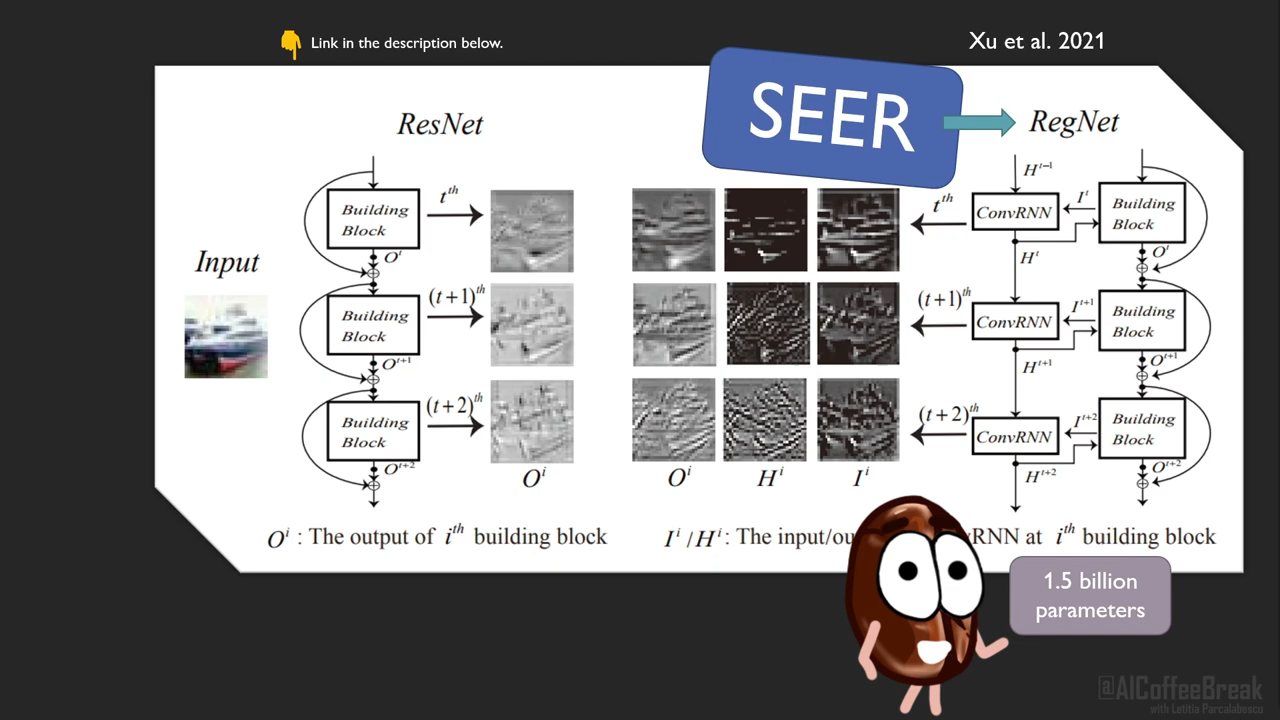 Link in the description below.
Xu et al. 2021
SEER
ResNet
RegNet
Input
Building
Block
t^th
O^t
Building
Block
(t+1)^th
O^t+1
Building
Block
(t+2)^th
O^t+2
O^i
t^th
(t+1)^th
(t+2)^th
O^i
H^i
I^i
H^t-1
ConvRNN
I^t
Building
Block
H^t
O^t
ConvRNN
I^t+1
Building
Block
H^t+1
O^t+1
ConvRNN
I^t+2
Building
Block
H^t+2
O^t+2
O^i : The output of i^th building block
I^i / H^i : The input/ou RNN at i^th building block
1.5 billion
parameters
@AICoffeeBreak
with Letitia Parcalabescu